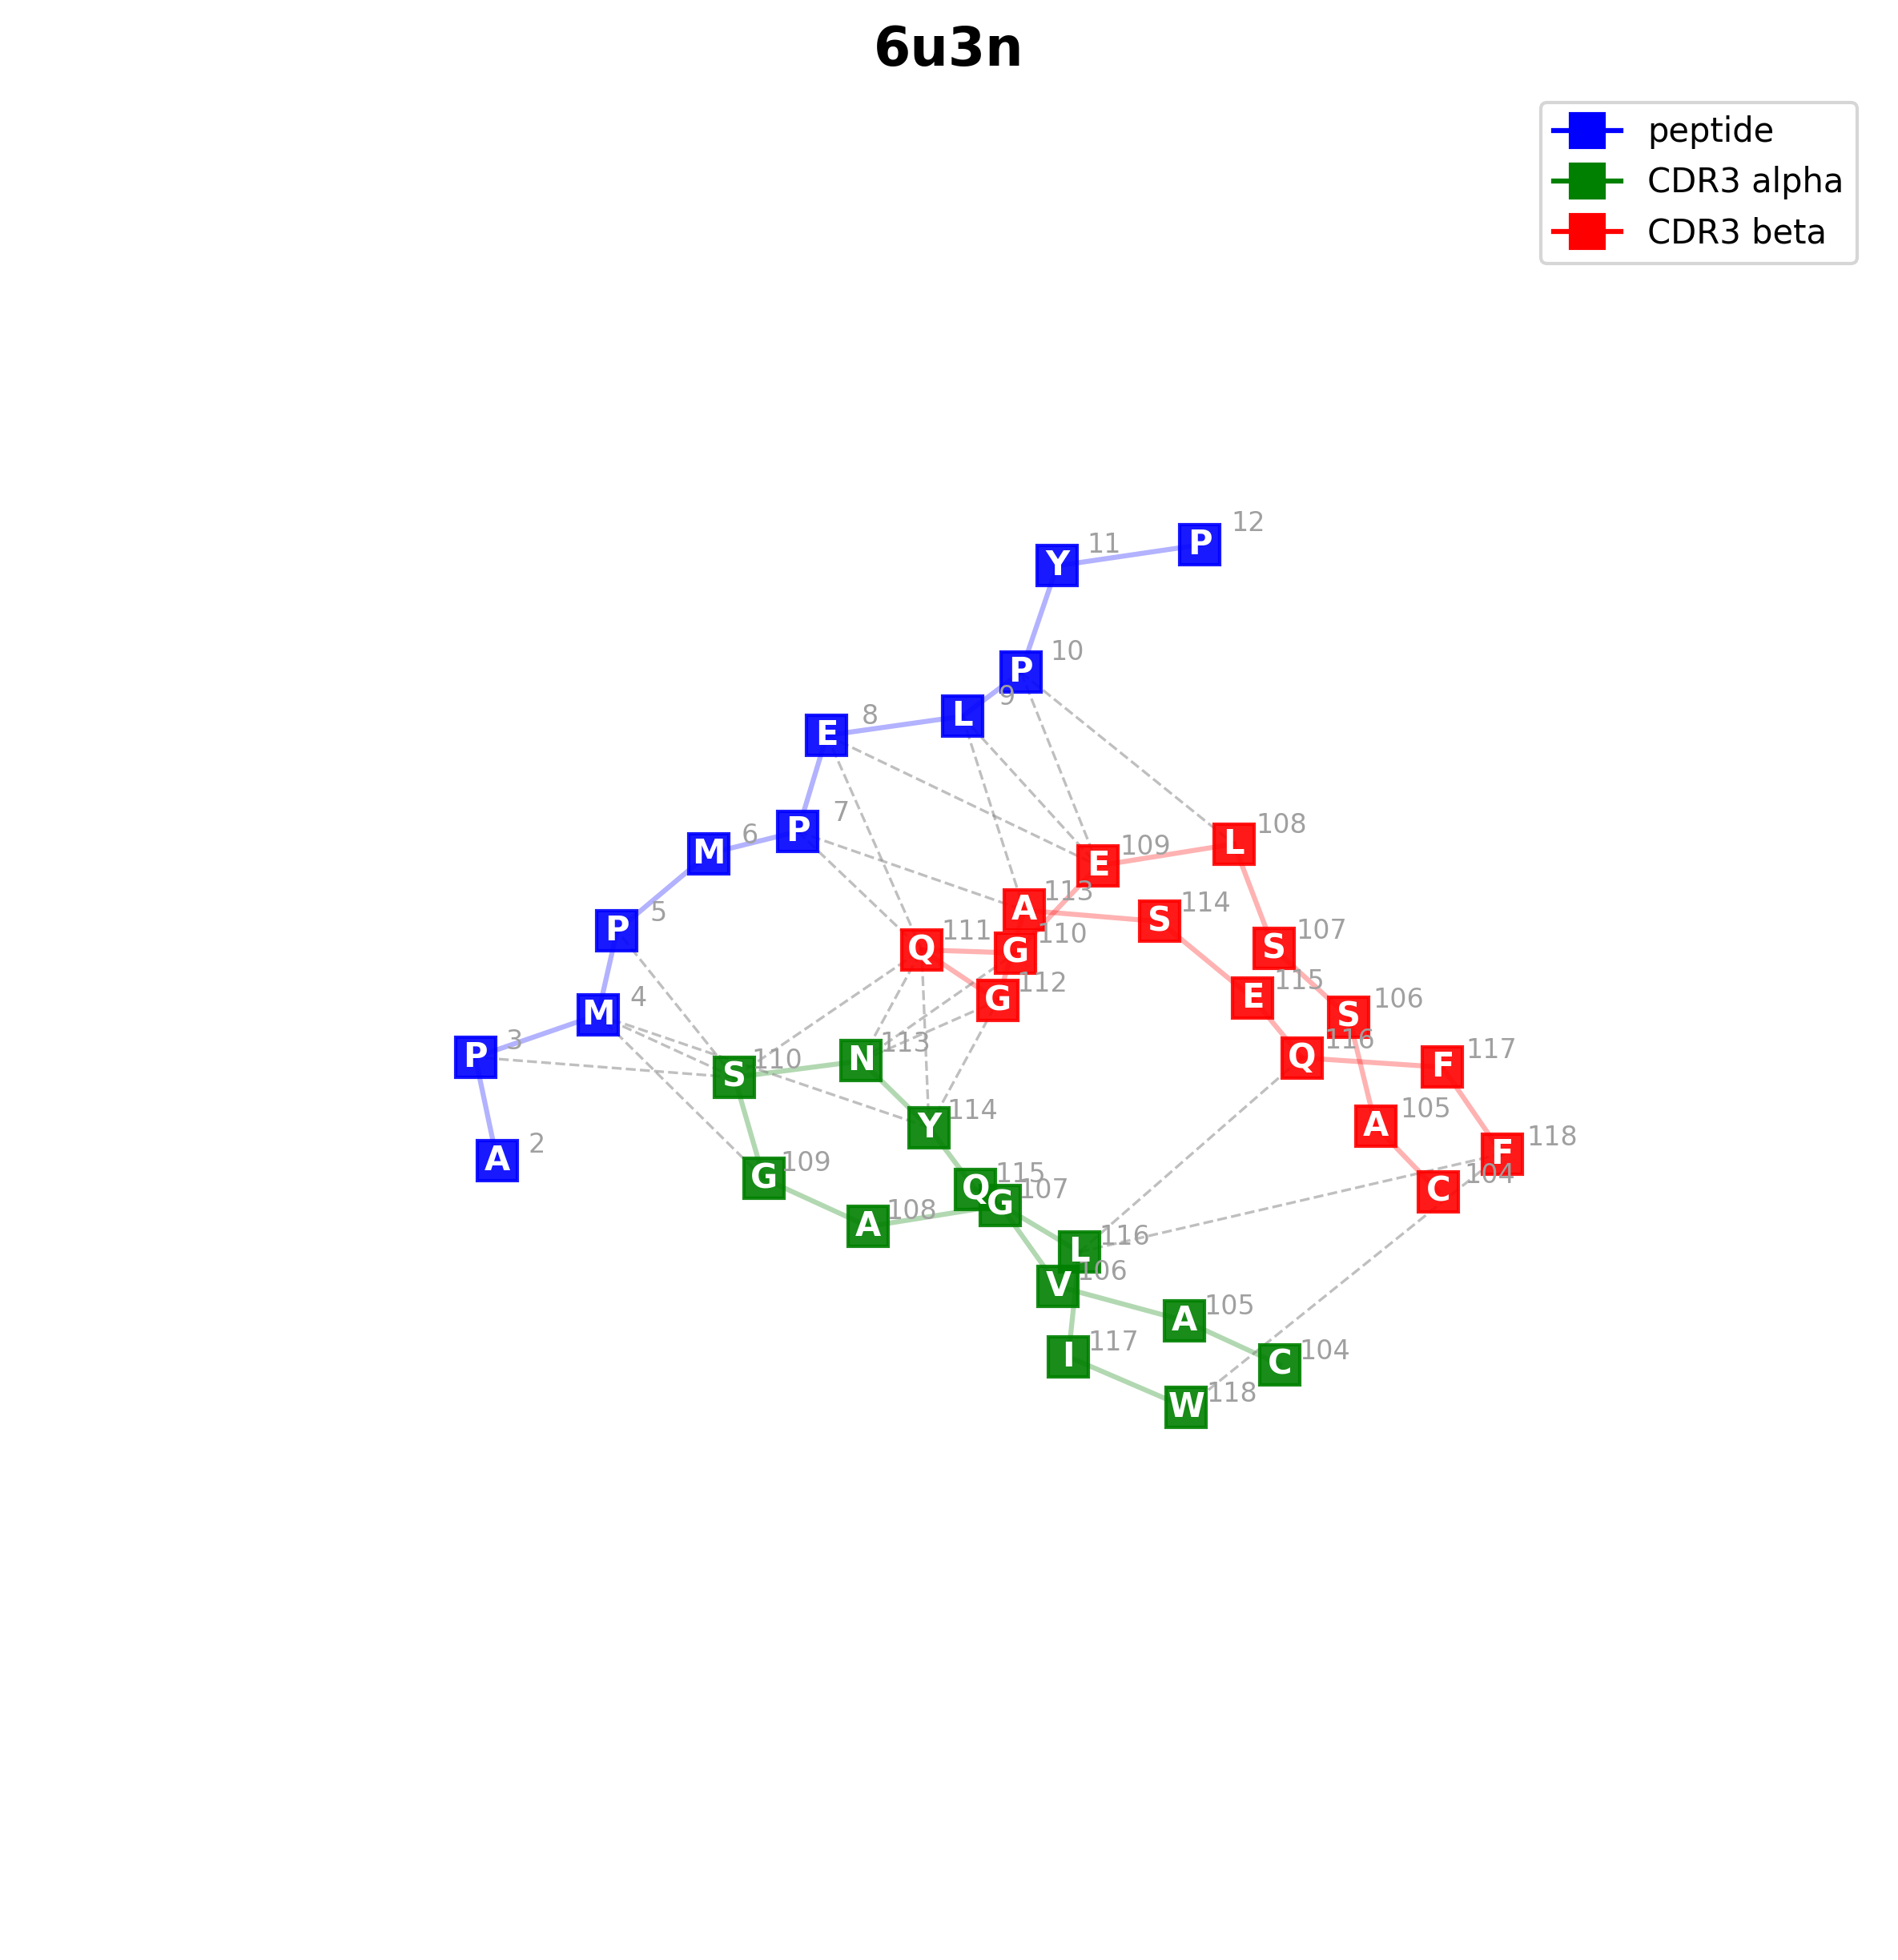 6u3n
peptide
CDR3 alpha
CDR3 beta
P 12
Y 11
P 10
L 9
E 8
P 7
M 6
P 5
M 4
P 3
A 2
L 108
E 109
A 113
S 114
Q 111
G 110
S 107
G 112
E 115
S 106
Q 116
F 117
A 105
F 118
C 104
S 110
N 113
Y 114
G 109
Q 115
G 107
A 108
L 116
V 106
A 105
I 117
C 104
W 118